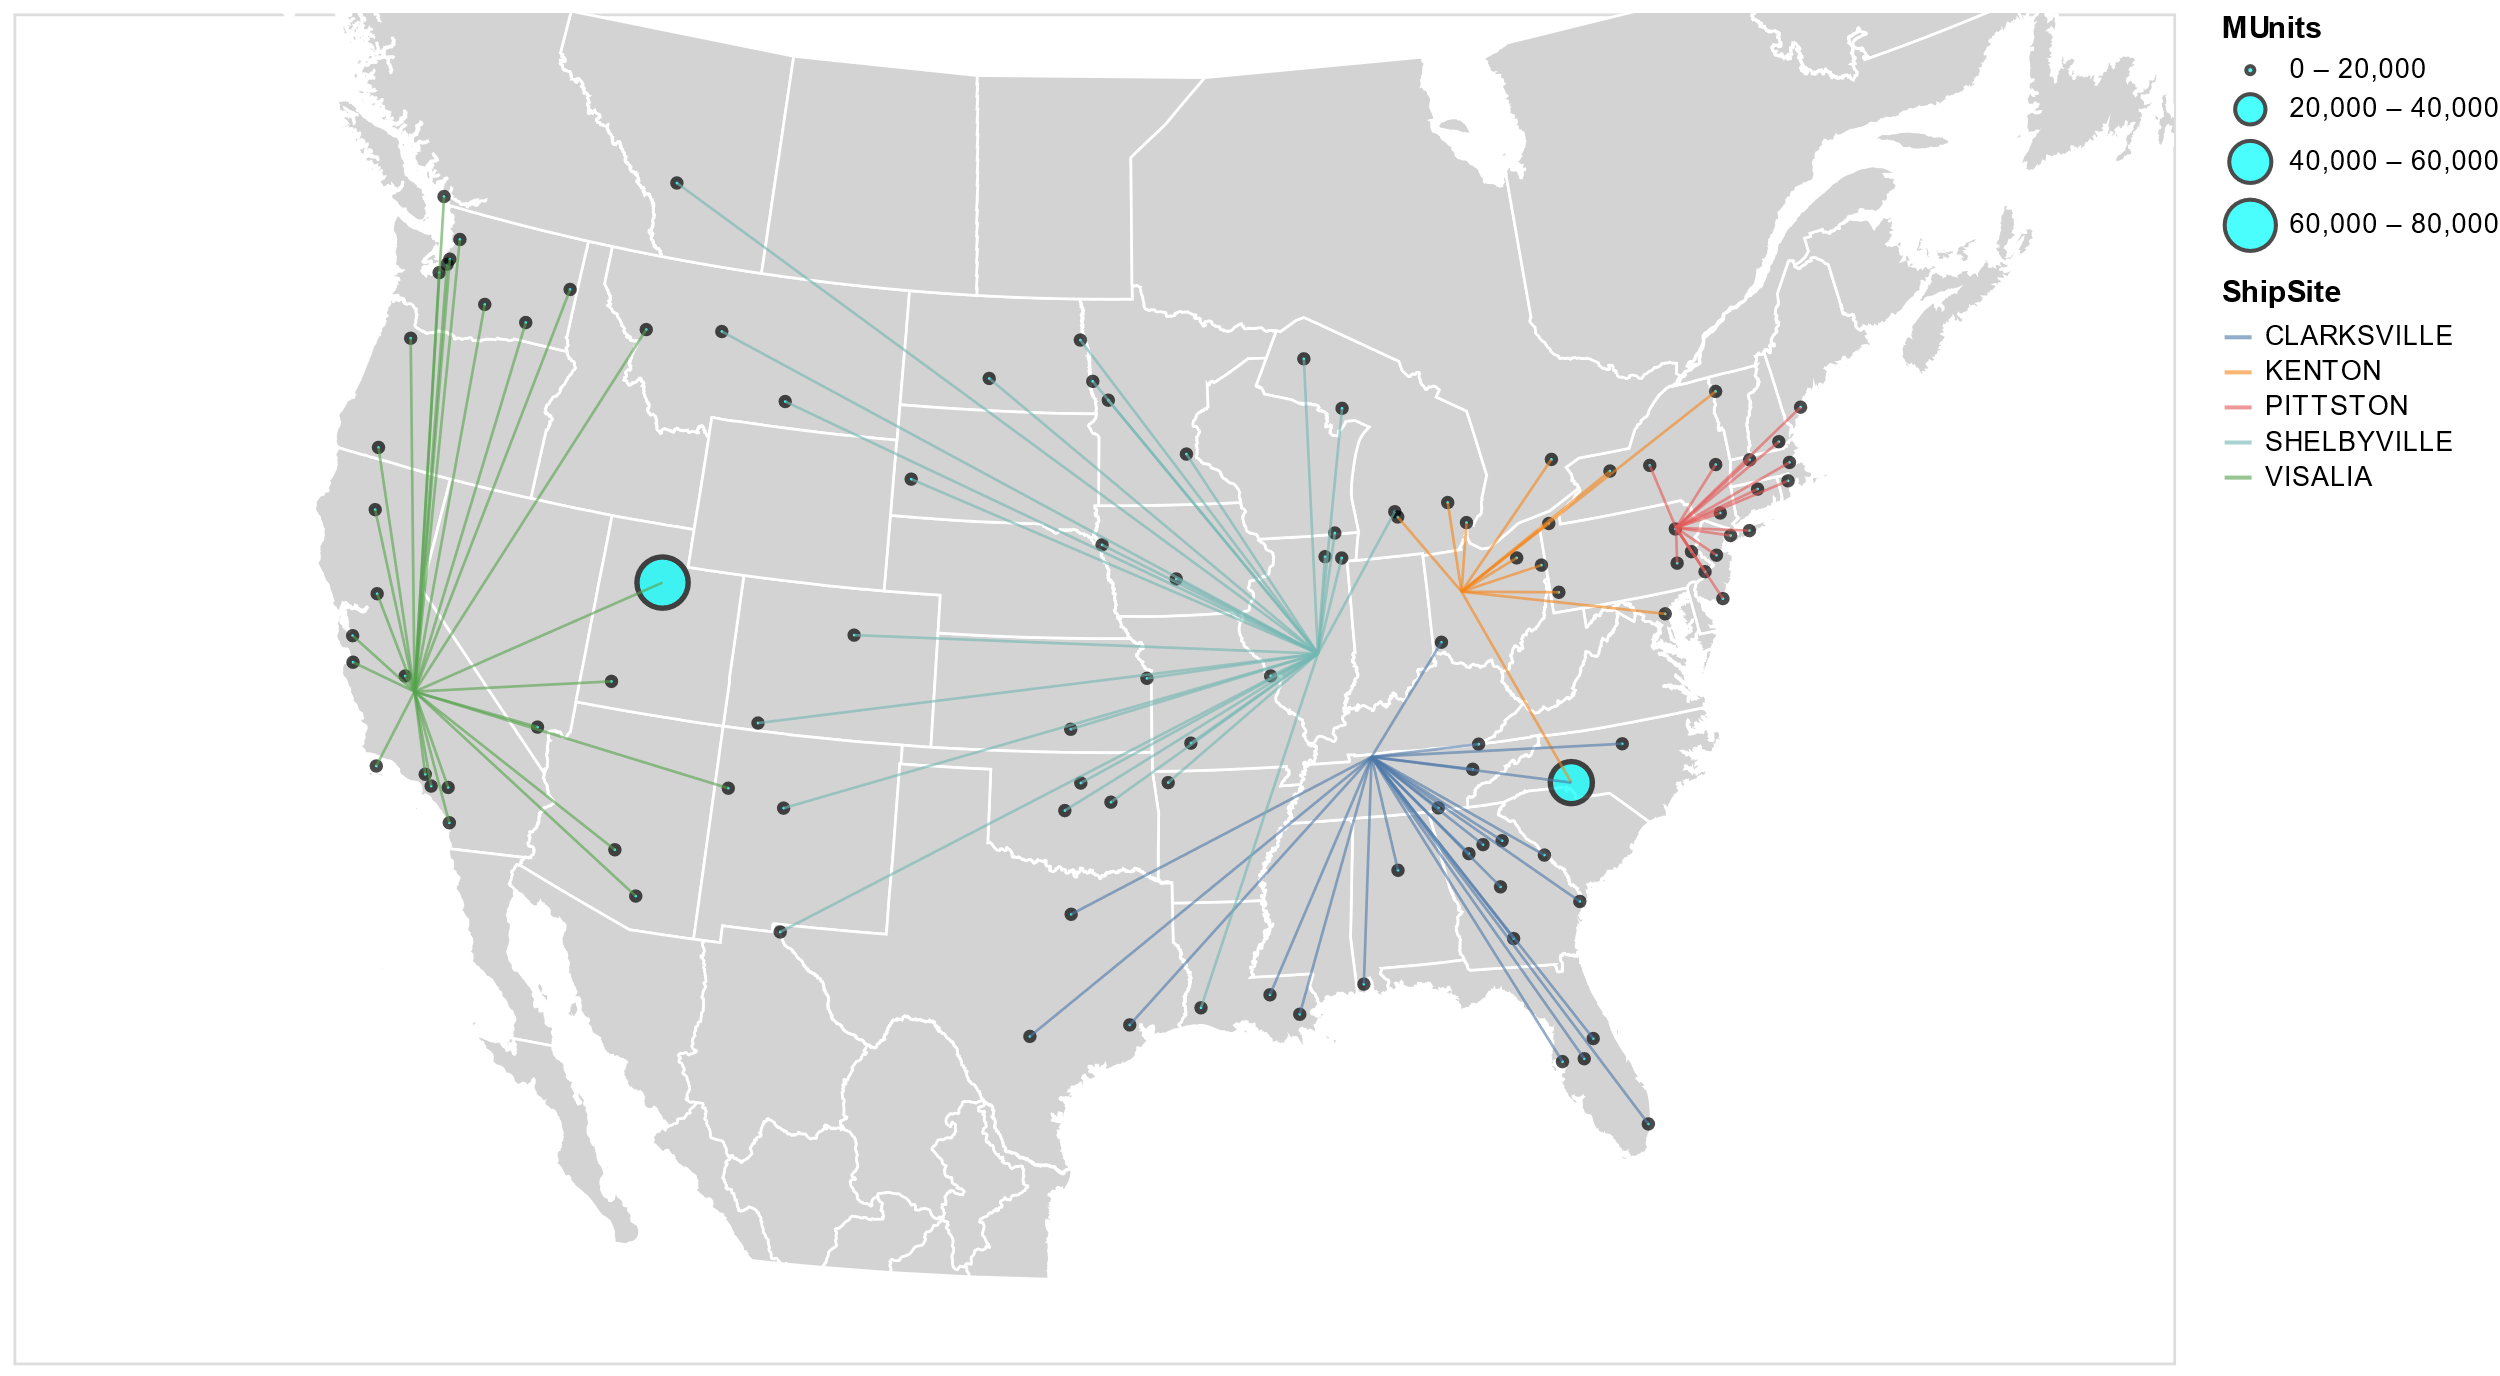 MUnits
0 – 20,000
20,000 – 40,000
40,000 – 60,000
60,000 – 80,000
ShipSite
CLARKSVILLE
KENTON
PITTSTON
SHELBYVILLE
VISALIA